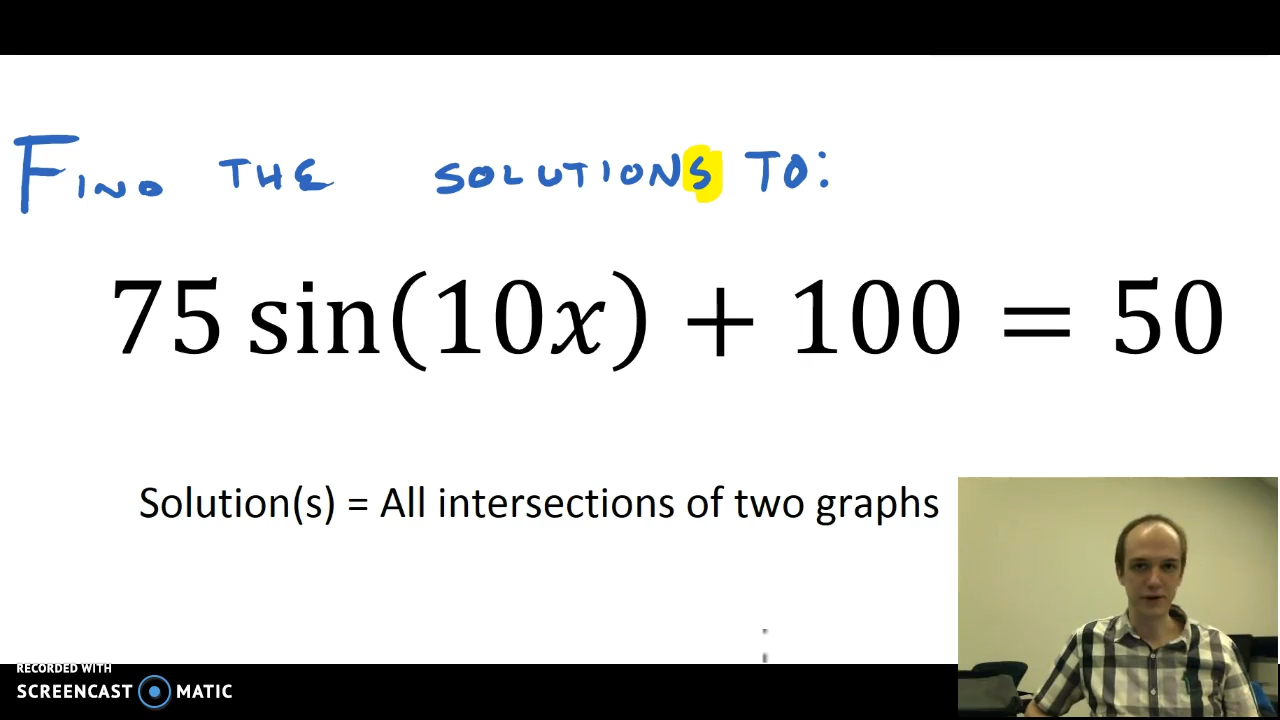 FIND THE SOLUTIONS TO:
75 sin(10x) + 100 = 50
Solution(s) = All intersections of two graphs
RECORDED WITH
SCREENCAST MATIC